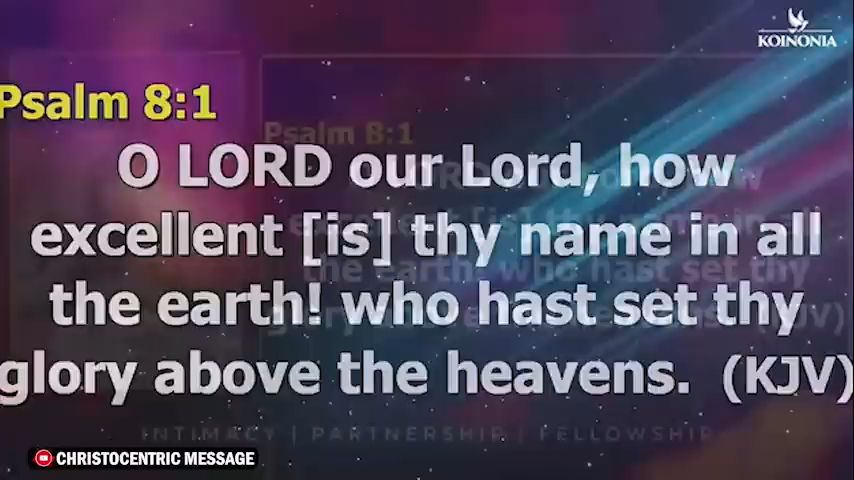 KOINONIA
Psalm 8:1
Psalm 8:1
O LORD our Lord, how
excellent [is] thy name in all
the earth! who hast set thy
glory above the heavens. (KJV)
INTIMACY | PARTNERSHIP | FELLOWSHIP
CHRISTOCENTRIC MESSAGE